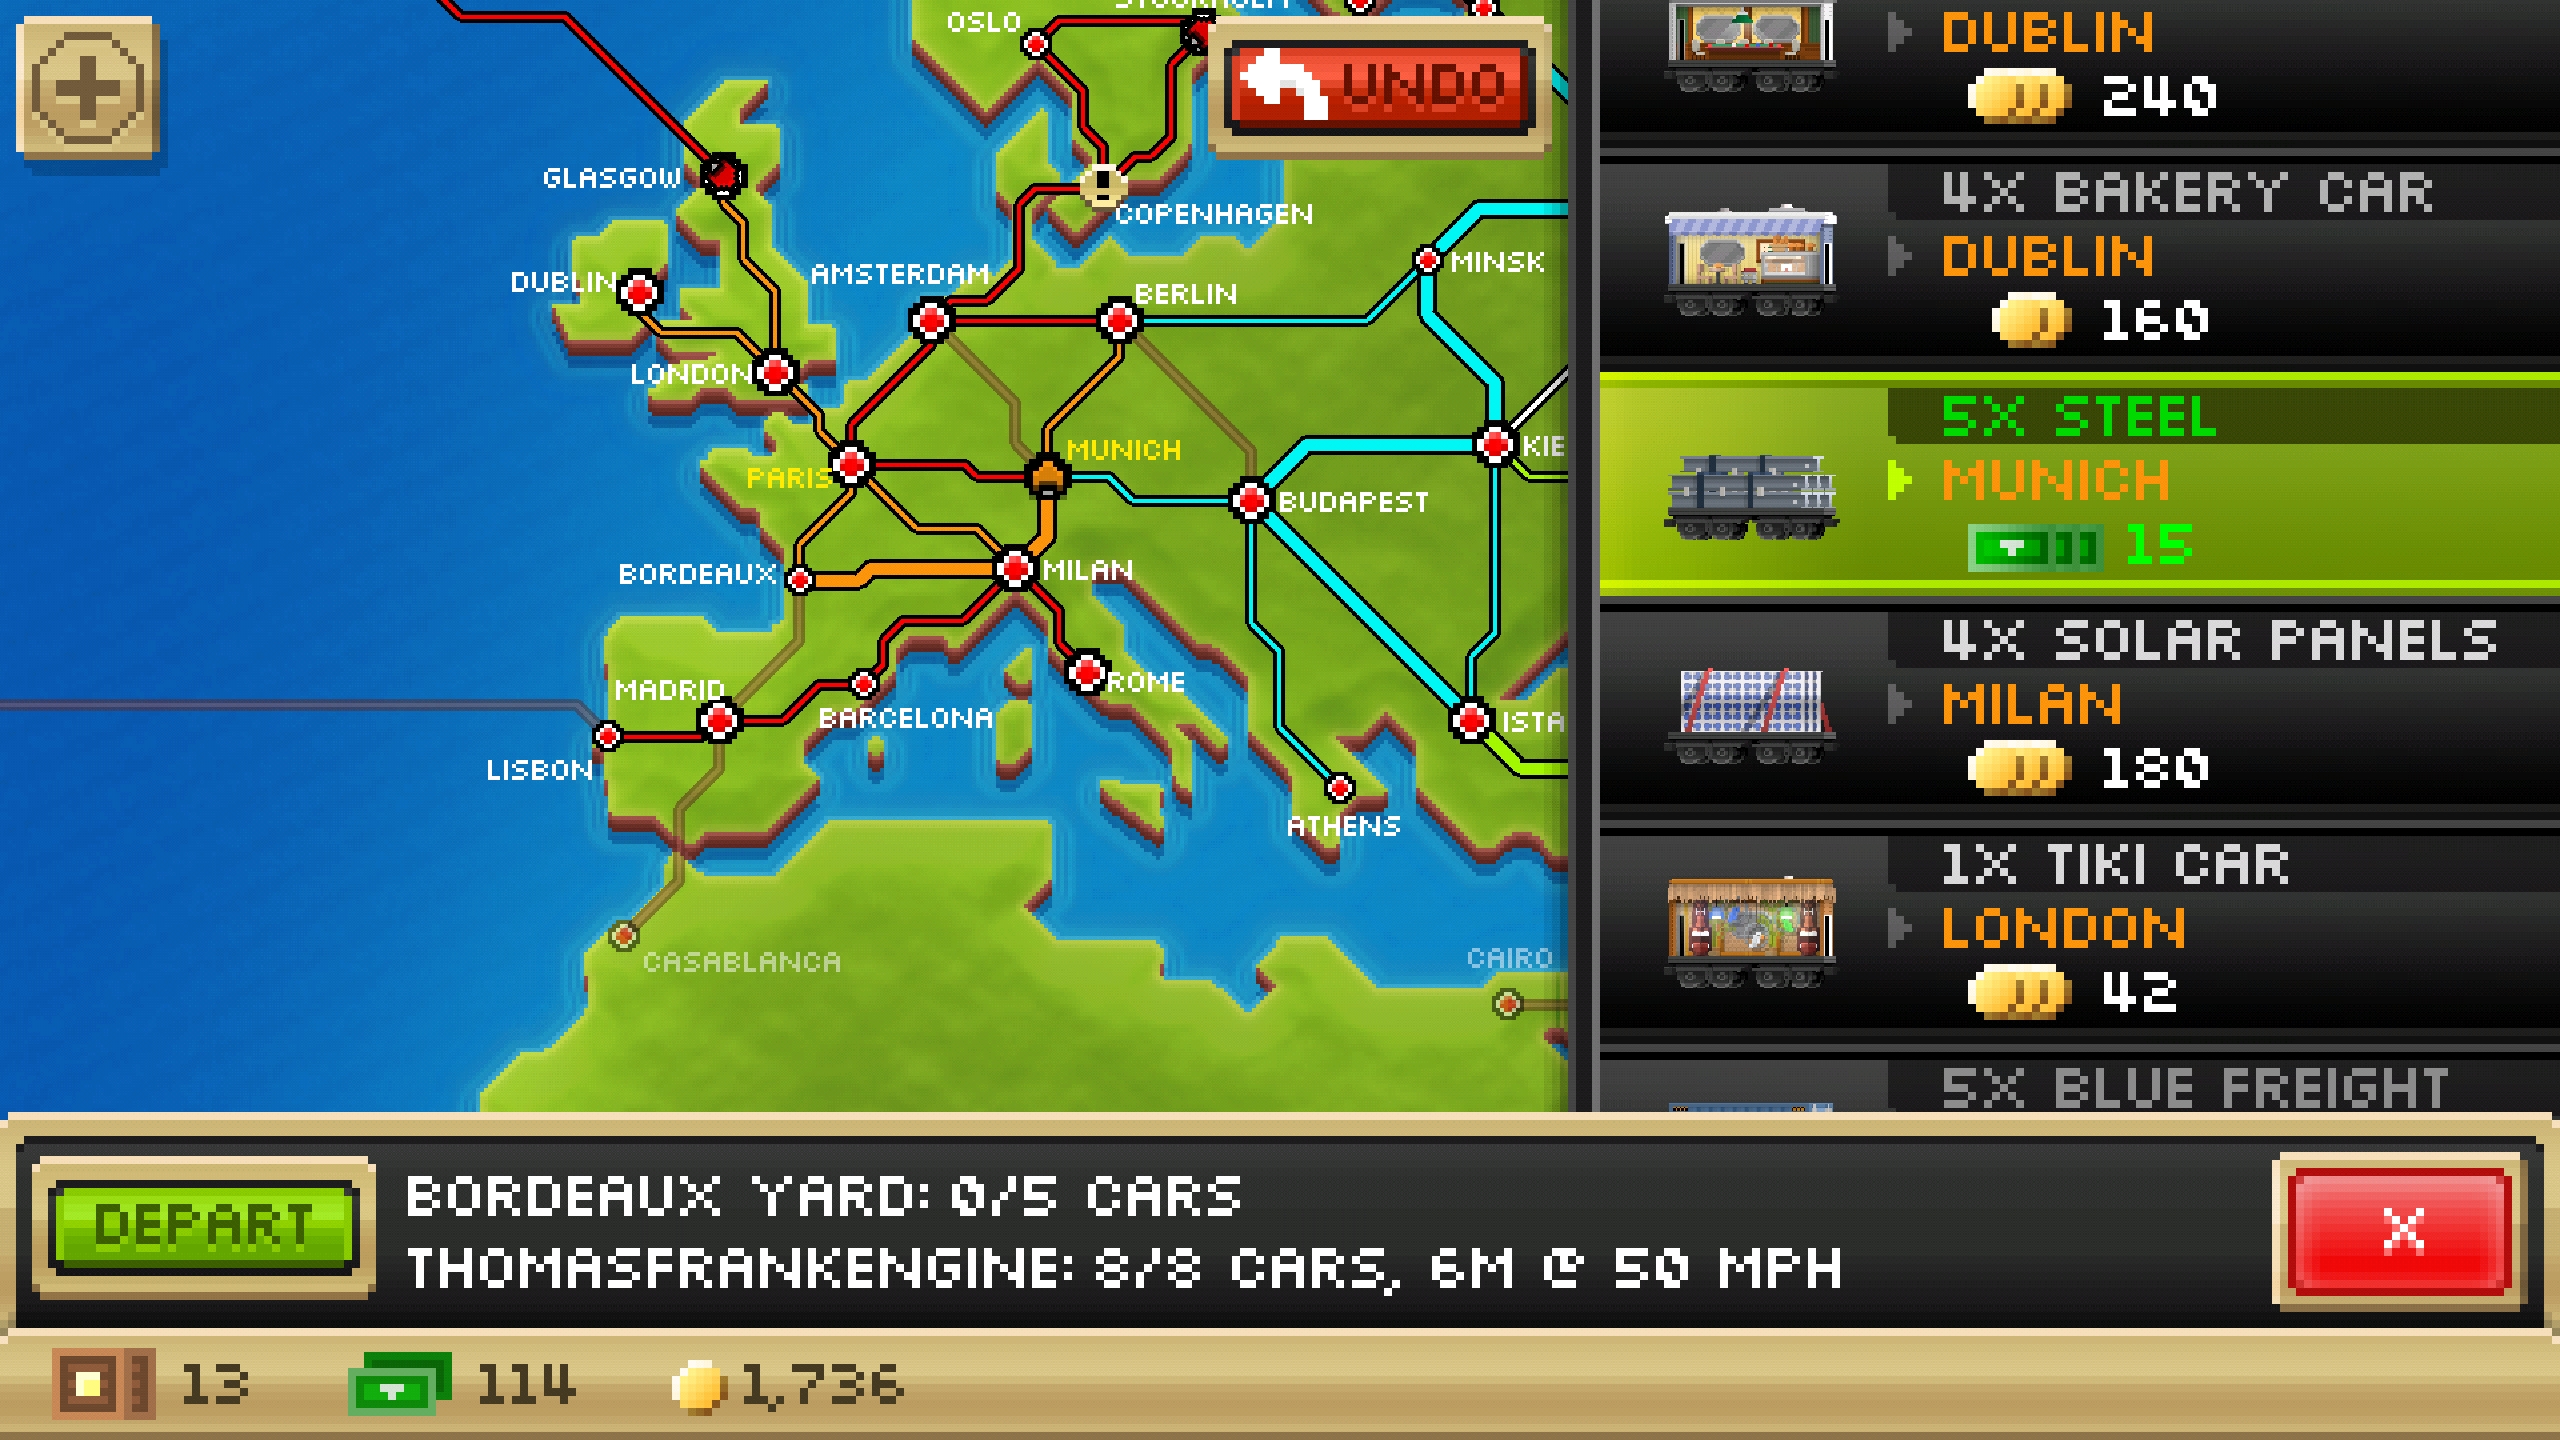 OSLO
STOCKHOLM
UNDO
GLASGOW
COPENHAGEN
DUBLIN
AMSTERDAM
BERLIN
MINSK
LONDON
MUNICH
PARIS
KIE
BUDAPEST
BORDEAUX
MILAN
MADRID
ROME
BARCELONA
ISTA
LISBON
ATHENS
CASABLANCA
CAIRO
DUBLIN
240
4X BAKERY CAR
DUBLIN
160
5X STEEL
MUNICH
15
4X SOLAR PANELS
MILAN
180
1X TIKI CAR
LONDON
42
5X BLUE FREIGHT
DEPART
BORDEAUX YARD: 0/5 CARS
THOMASFRANKENGINE: 8/8 CARS, 6M @ 50 MPH
X
13
114
1,736